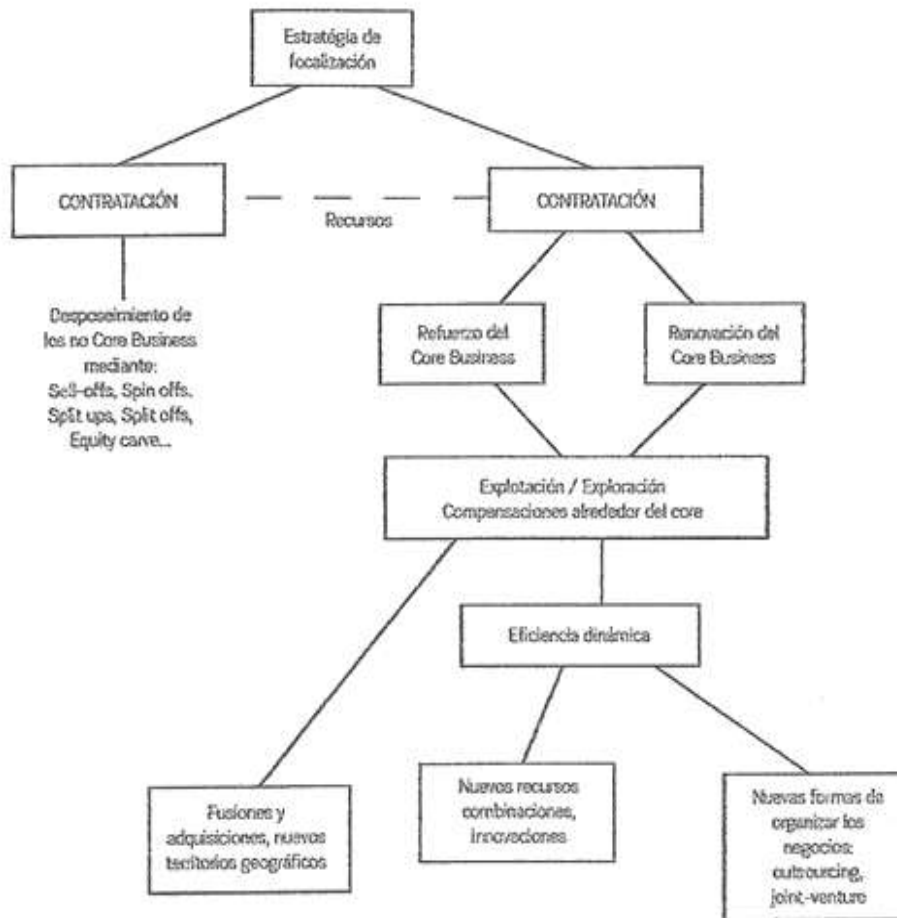 Estratégia de
focalización
CONTRATACIÓN
Recursos
CONTRATACIÓN
Desposeimiento de
los no Core Business
mediante:
Sell-offs, Spin offs,
Split ups, Split offs,
Equity carve...
Refuerzo del
Core Business
Renovación del
Core Business
Explotación / Exploración
Compensaciones alrededor del core
Eficiencia dinámica
Fusiones y
adquisiciones, nuevos
territorios geográficos
Nuevos recursos
combinaciones,
innovaciones
Nuevas formas de
organizar los
negocios:
outsourcing,
joint-venture